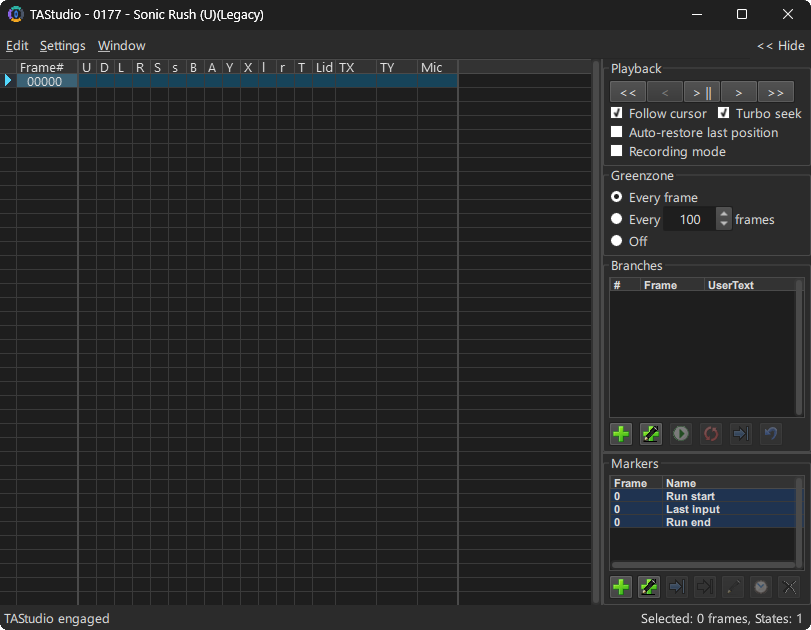 TAStudio - 0177 - Sonic Rush (U)(Legacy)
Edit Settings Window << Hide
Frame# U D L R S s B A Y X l r T Lid TX TY Mic
00000
Playback
<< < > || > >>
Follow cursor Turbo seek
Auto-restore last position
Recording mode
Greenzone
Every frame
Every 100 frames
Off
Branches
# Frame UserText
Markers
Frame Name
0 Run start
0 Last input
0 Run end
TAStudio engaged Selected: 0 frames, States: 1